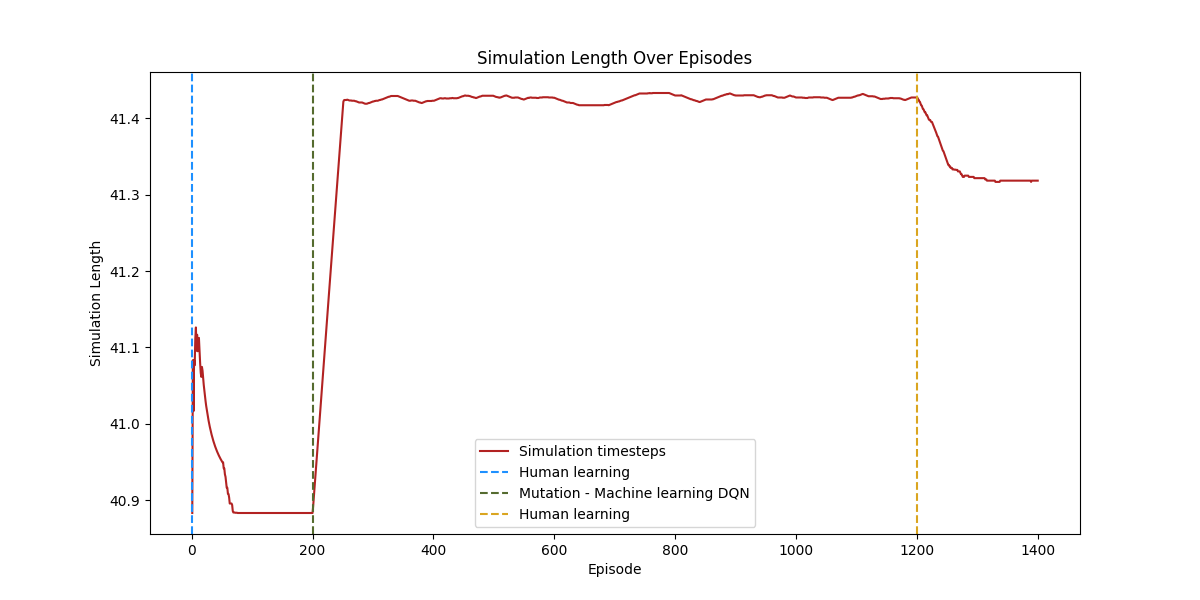 Simulation Length Over Episodes
Simulation Length
41.4
41.3
41.2
41.1
41.0
40.9
Simulation timesteps
Human learning
Mutation - Machine learning DQN
Human learning
0 200 400 600 800 1000 1200 1400
Episode